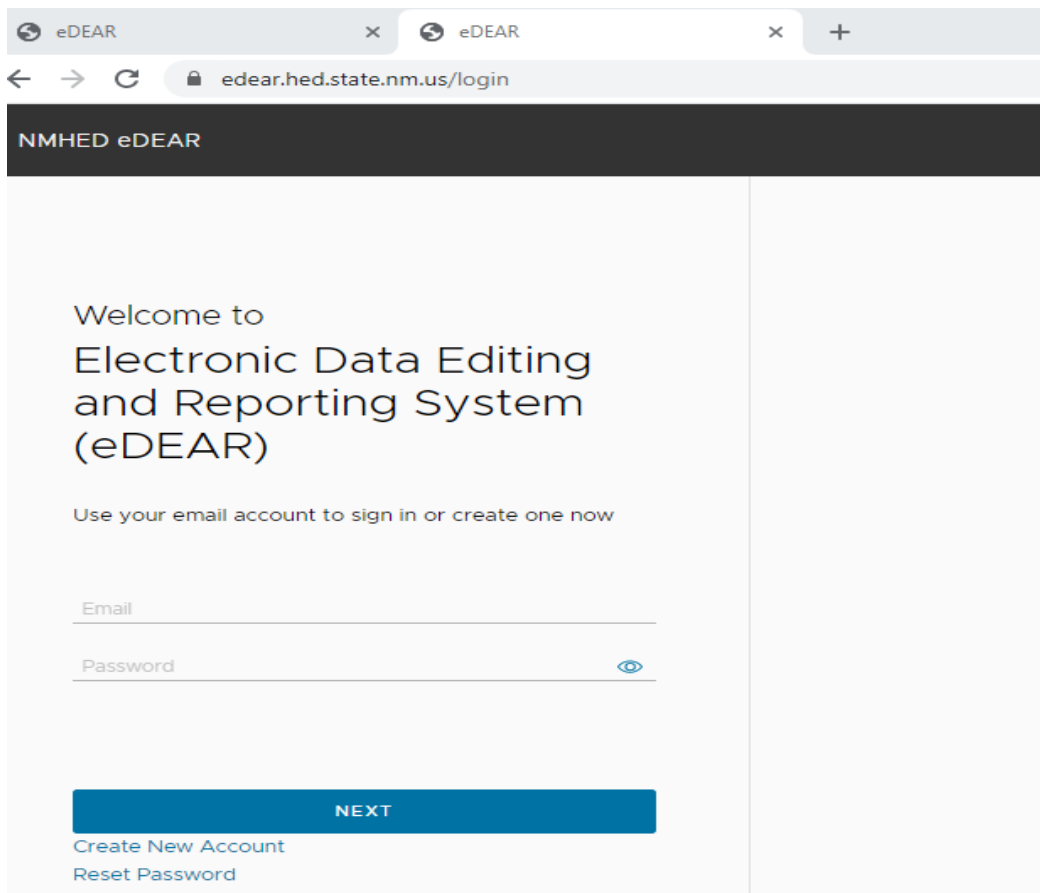 eDEAR
eDEAR
edear.hed.state.nm.us/login
NMHED eDEAR
Welcome to
Electronic Data Editing
and Reporting System
(eDEAR)
Use your email account to sign in or create one now
Email
Password
NEXT
Create New Account
Reset Password